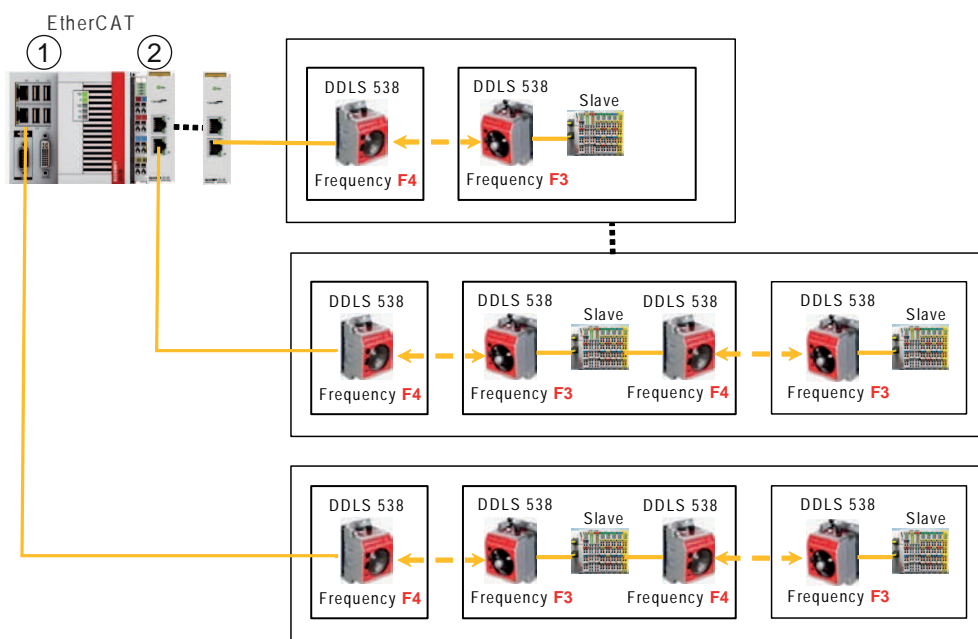 EtherCAT
1
2
DDLS 538
DDLS 538
Slave
Frequency F4
Frequency F3
DDLS 538
DDLS 538
Slave
DDLS 538
DDLS 538
Slave
Frequency F4
Frequency F3
Frequency F4
Frequency F3
DDLS 538
DDLS 538
Slave
DDLS 538
DDLS 538
Slave
Frequency F4
Frequency F3
Frequency F4
Frequency F3